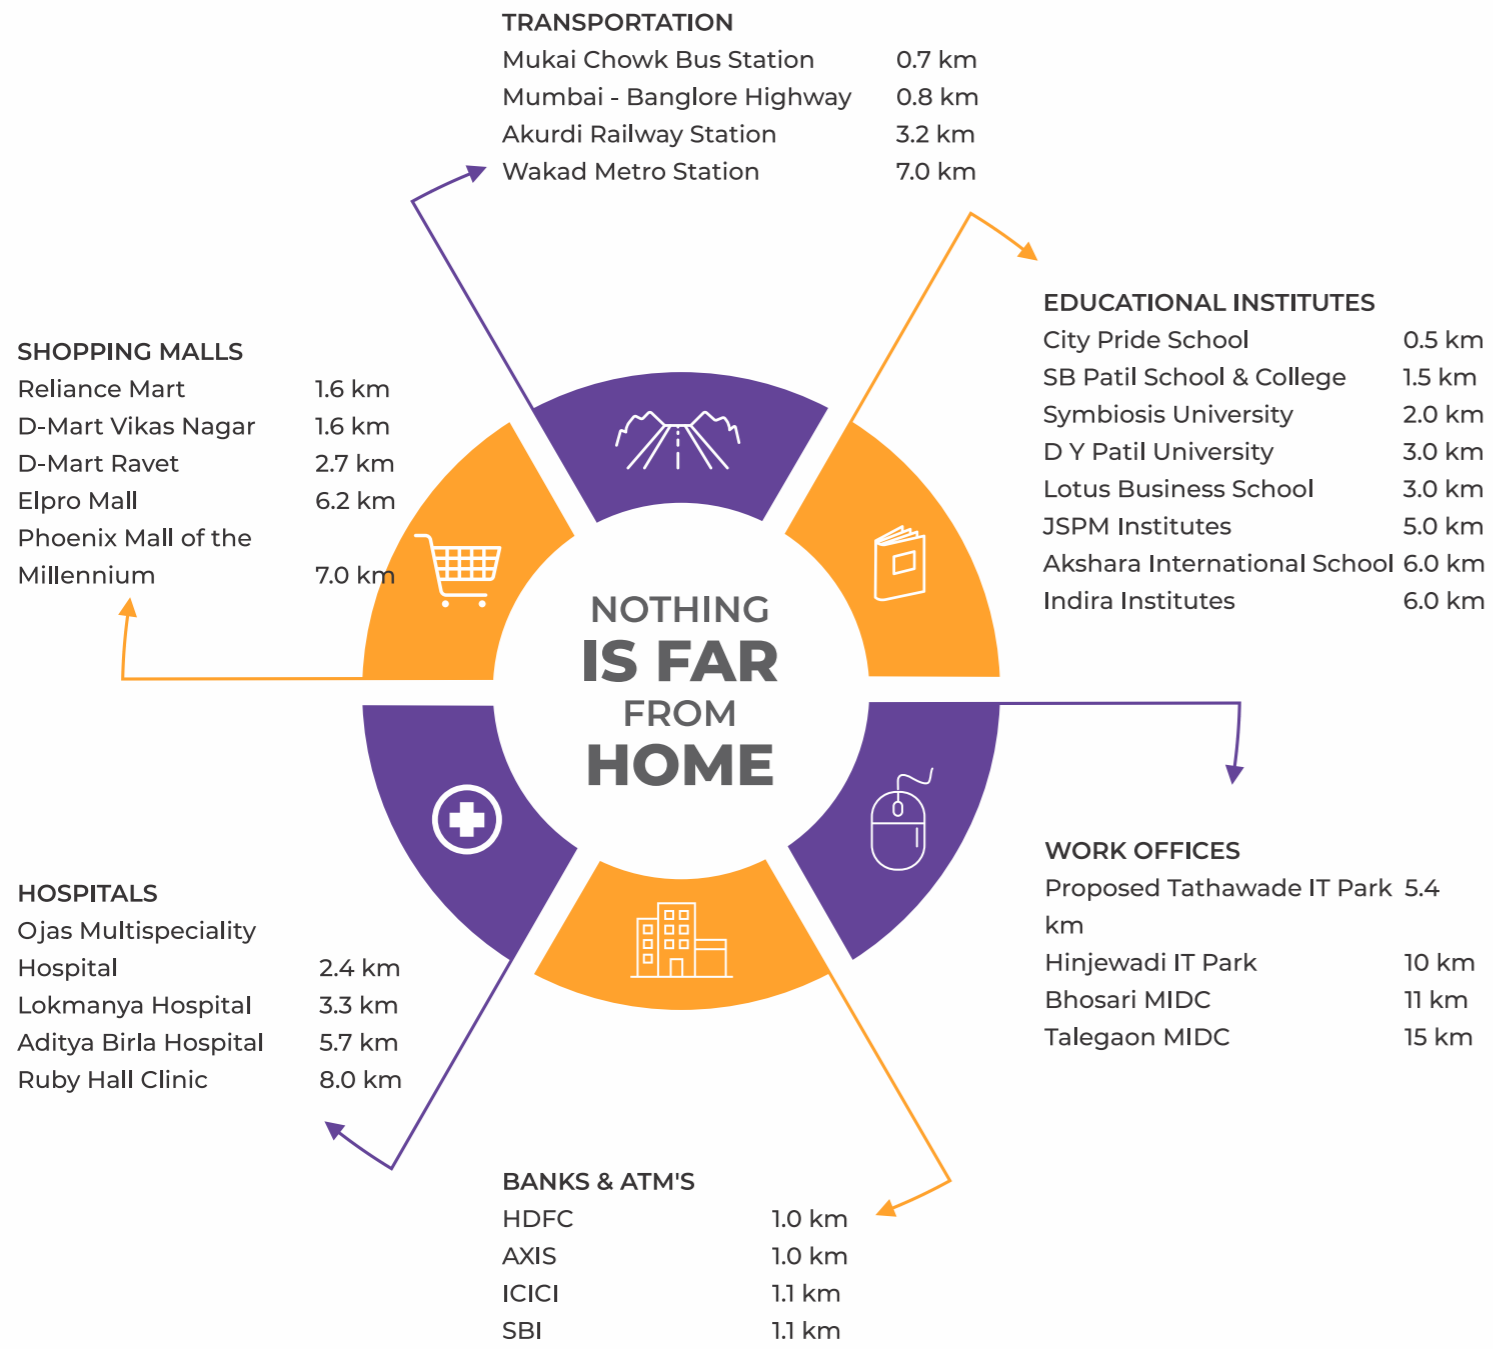 TRANSPORTATION
Mukai Chowk Bus Station 0.7 km
Mumbai - Banglore Highway 0.8 km
Akurdi Railway Station 3.2 km
Wakad Metro Station 7.0 km
EDUCATIONAL INSTITUTES
City Pride School 0.5 km
SB Patil School & College 1.5 km
Symbiosis University 2.0 km
D Y Patil University 3.0 km
Lotus Business School 3.0 km
JSPM Institutes 5.0 km
Akshara International School 6.0 km
Indira Institutes 6.0 km
SHOPPING MALLS
Reliance Mart 1.6 km
D-Mart Vikas Nagar 1.6 km
D-Mart Ravet 2.7 km
Elpro Mall 6.2 km
Phoenix Mall of the
Millennium 7.0 km
NOTHING
IS FAR
FROM
HOME
WORK OFFICES
Proposed Tathawade IT Park 5.4
km
Hinjewadi IT Park 10 km
Bhosari MIDC 11 km
Talegaon MIDC 15 km
HOSPITALS
Ojas Multispeciality
Hospital 2.4 km
Lokmanya Hospital 3.3 km
Aditya Birla Hospital 5.7 km
Ruby Hall Clinic 8.0 km
BANKS & ATM'S
HDFC 1.0 km
AXIS 1.0 km
ICICI 1.1 km
SBI 1.1 km